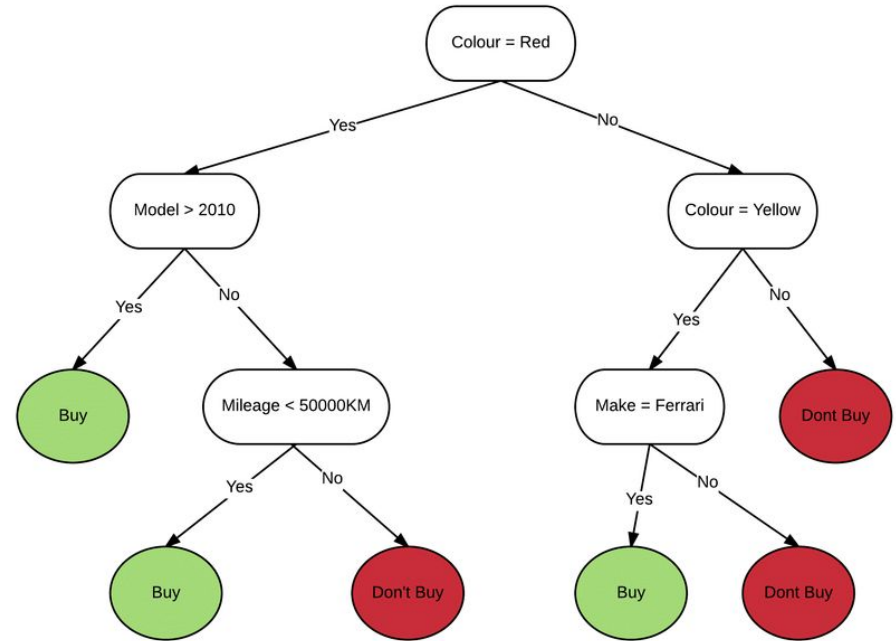 Colour = Red
Yes
No
Model > 2010
Colour = Yellow
Yes
No
Yes
No
Buy
Mileage < 50000KM
Make = Ferrari
Dont Buy
Yes
No
Yes
No
Buy
Don't Buy
Buy
Dont Buy